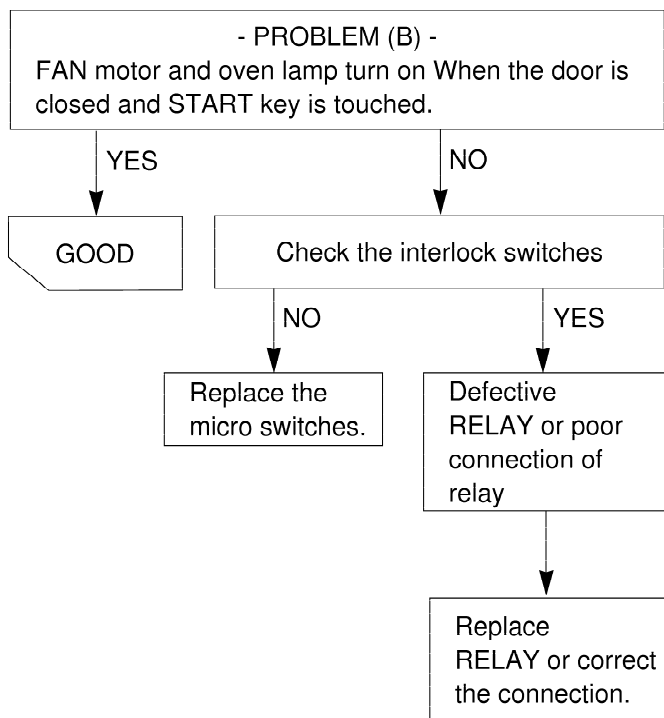 - PROBLEM (B) -
FAN motor and oven lamp turn on When the door is
closed and START key is touched.
YES
NO
GOOD
Check the interlock switches
NO
YES
Replace the
micro switches.
Defective
RELAY or poor
connection of
relay
Replace
RELAY or correct
the connection.